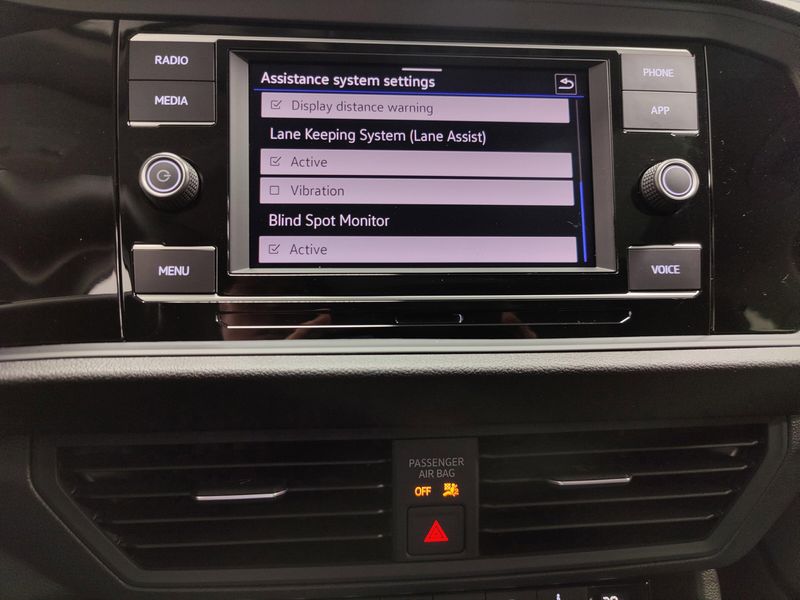 RADIO
MEDIA
MENU
Assistance system settings
Display distance warning
Lane Keeping System (Lane Assist)
Active
Vibration
Blind Spot Monitor
Active
PHONE
APP
VOICE
PASSENGER
AIR BAG
OFF